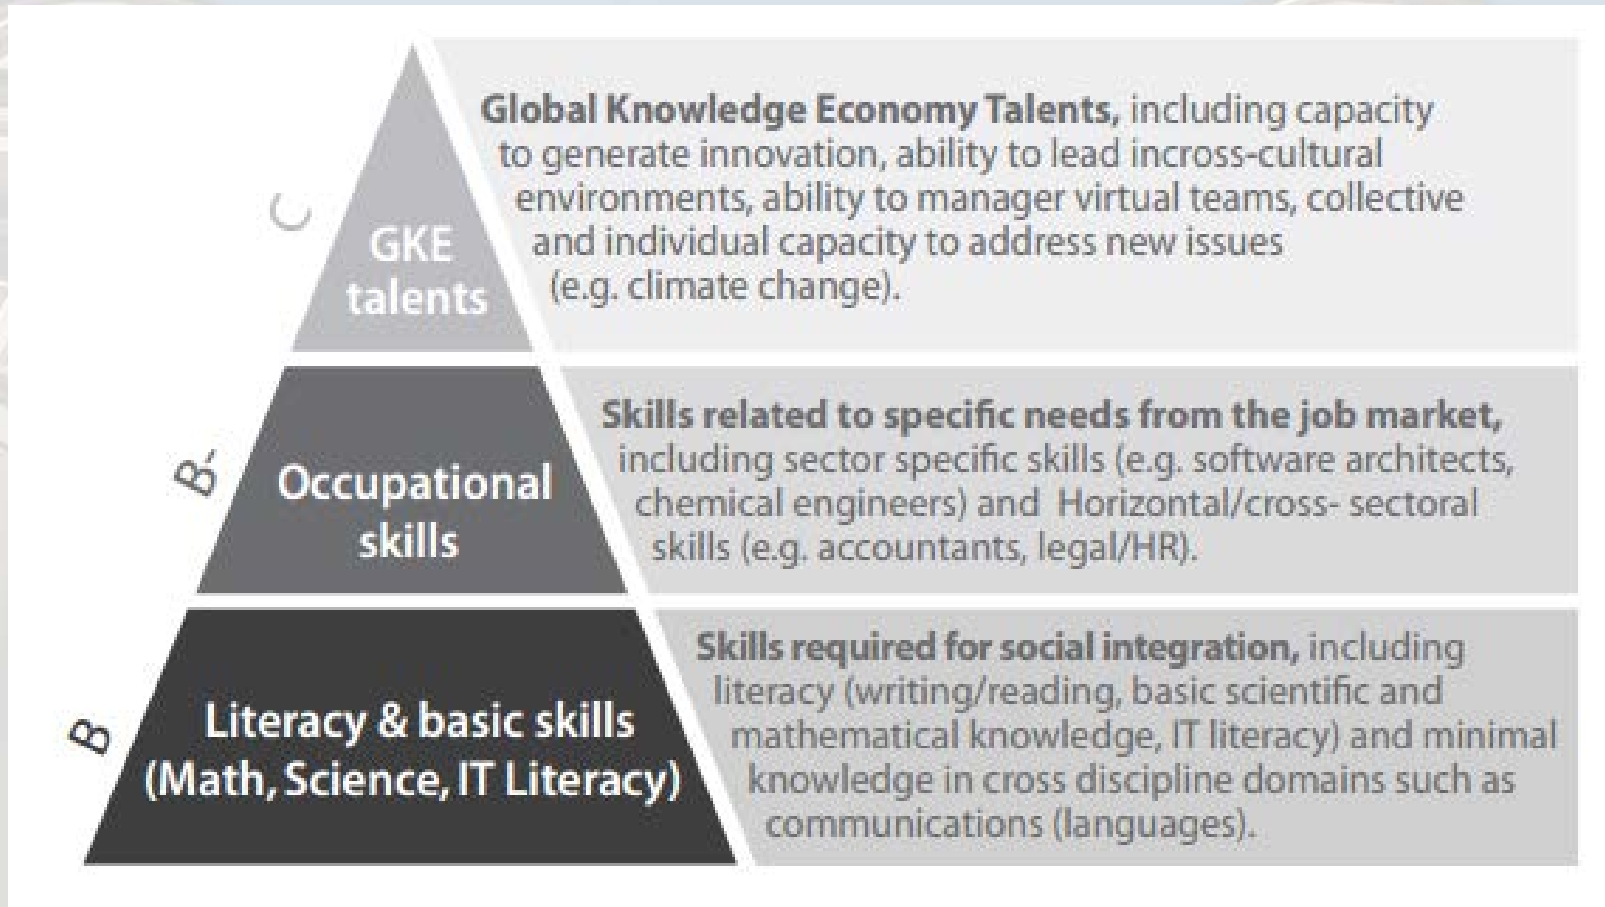 Global Knowledge Economy Talents, including capacity
to generate innovation, ability to lead incross-cultural
environments, ability to manager virtual teams, collective
and individual capacity to address new issues
(e.g. climate change).
C
GKE
talents
Skills related to specific needs from the job market,
including sector specific skills (e.g. software architects,
chemical engineers) and Horizontal/cross- sectoral
skills (e.g. accountants, legal/HR).
B-
Occupational
skills
Skills required for social integration, including
literacy (writing/reading, basic scientific and
mathematical knowledge, IT literacy) and minimal
knowledge in cross discipline domains such as
communications (languages).
B
Literacy & basic skills
(Math, Science, IT Literacy)